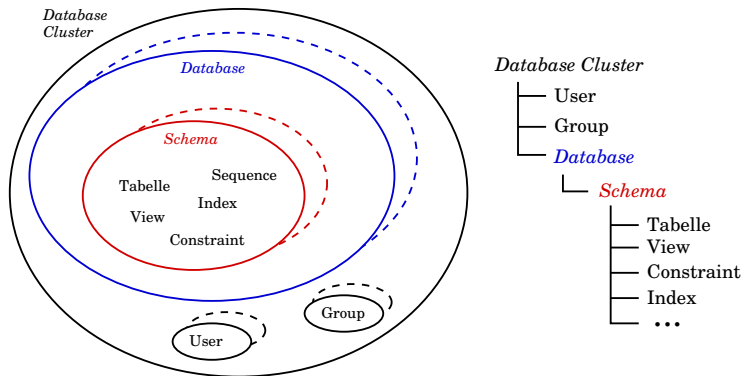 Database
Cluster
Database
Schema
Sequence
Tabelle
Index
View
Constraint
Group
User
Database Cluster
User
Group
Database
Schema
Tabelle
View
Constraint
Index
...